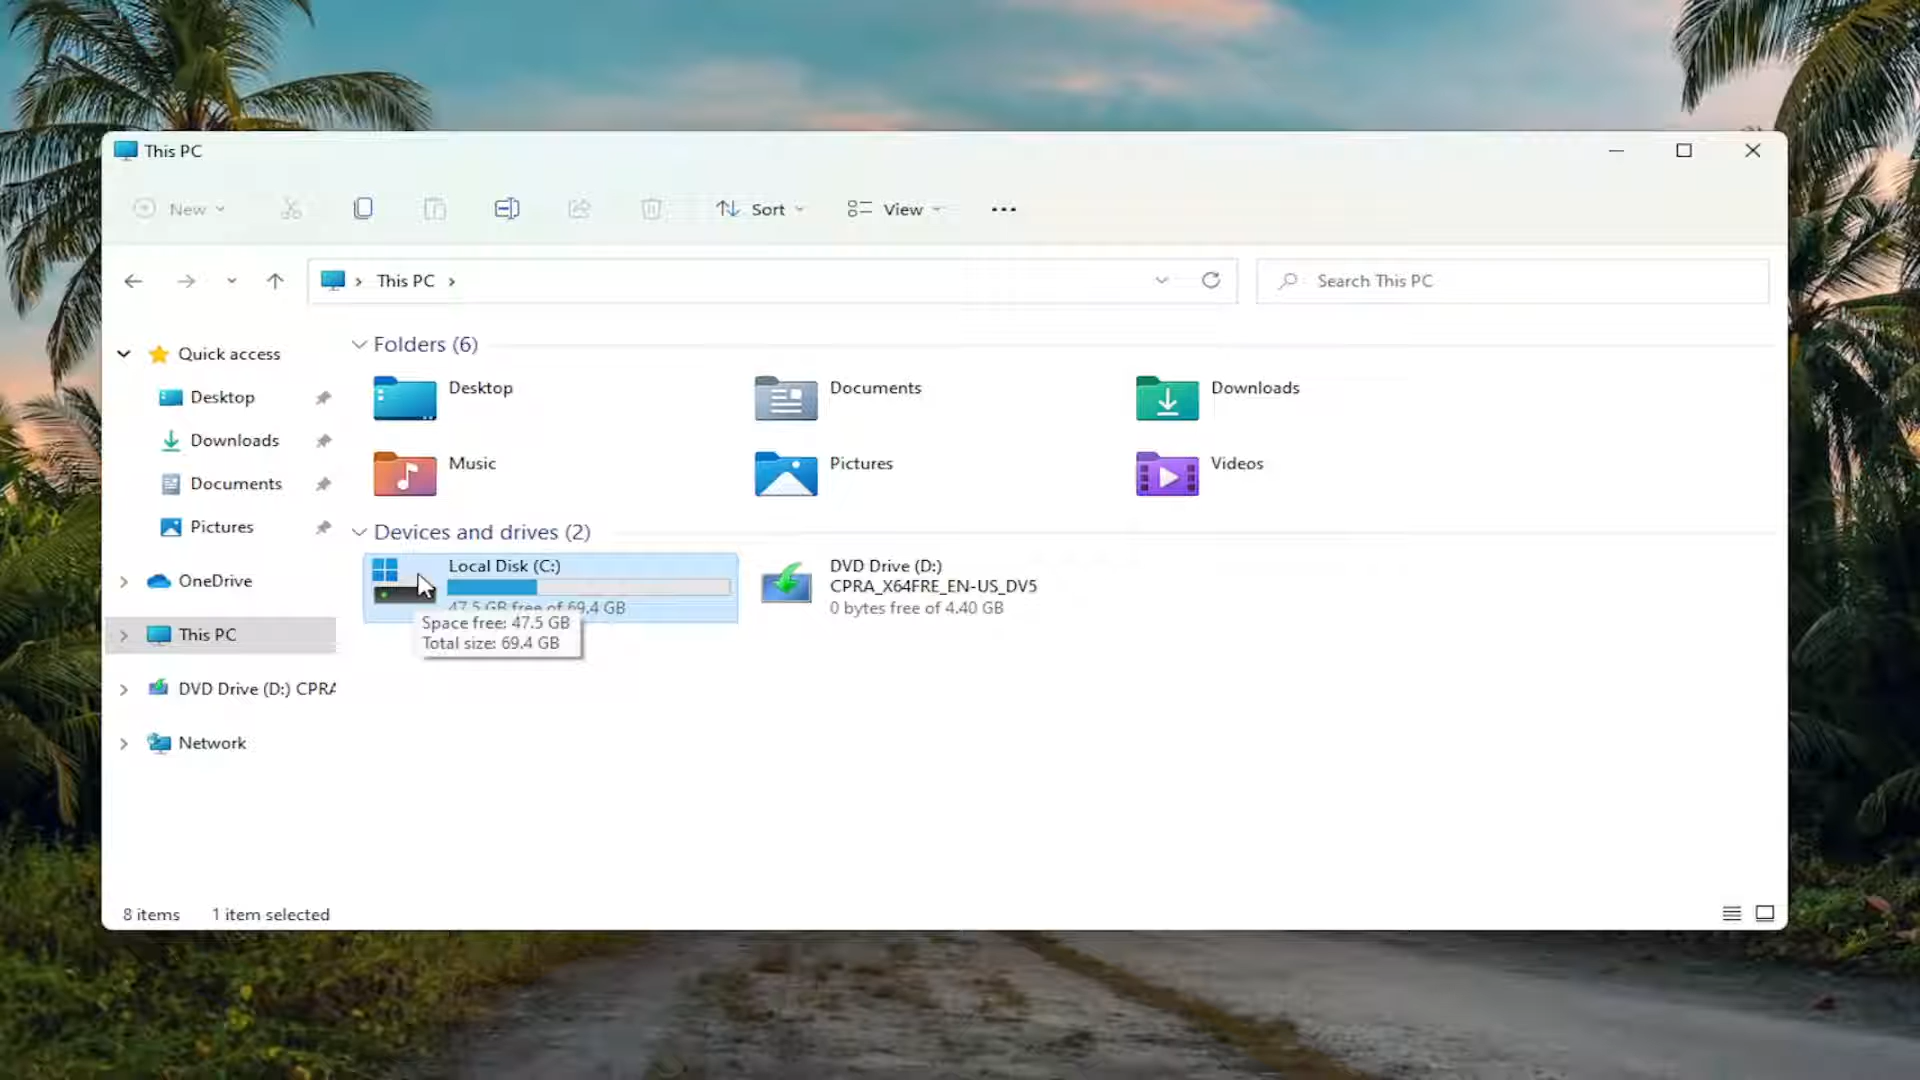 This PC
New
Sort
View
This PC
Search This PC
Quick access
Desktop
Downloads
Documents
Pictures
OneDrive
This PC
DVD Drive (D:) CPRA
Network
Folders (6)
Desktop
Documents
Downloads
Music
Pictures
Videos
Devices and drives (2)
Local Disk (C:)
47.5 GB free of 69.4 GB
Space free: 47.5 GB
Total size: 69.4 GB
DVD Drive (D:)
CPRA_X64FRE_EN-US_DV5
0 bytes free of 4.40 GB
8 items
1 item selected